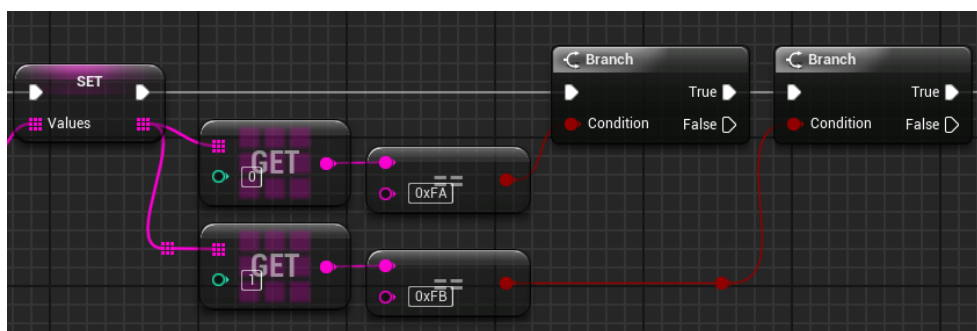 SET
Values
GET
0
==
0xFA
GET
1
==
0xFB
Branch
True
Condition
False
Branch
True
Condition
False